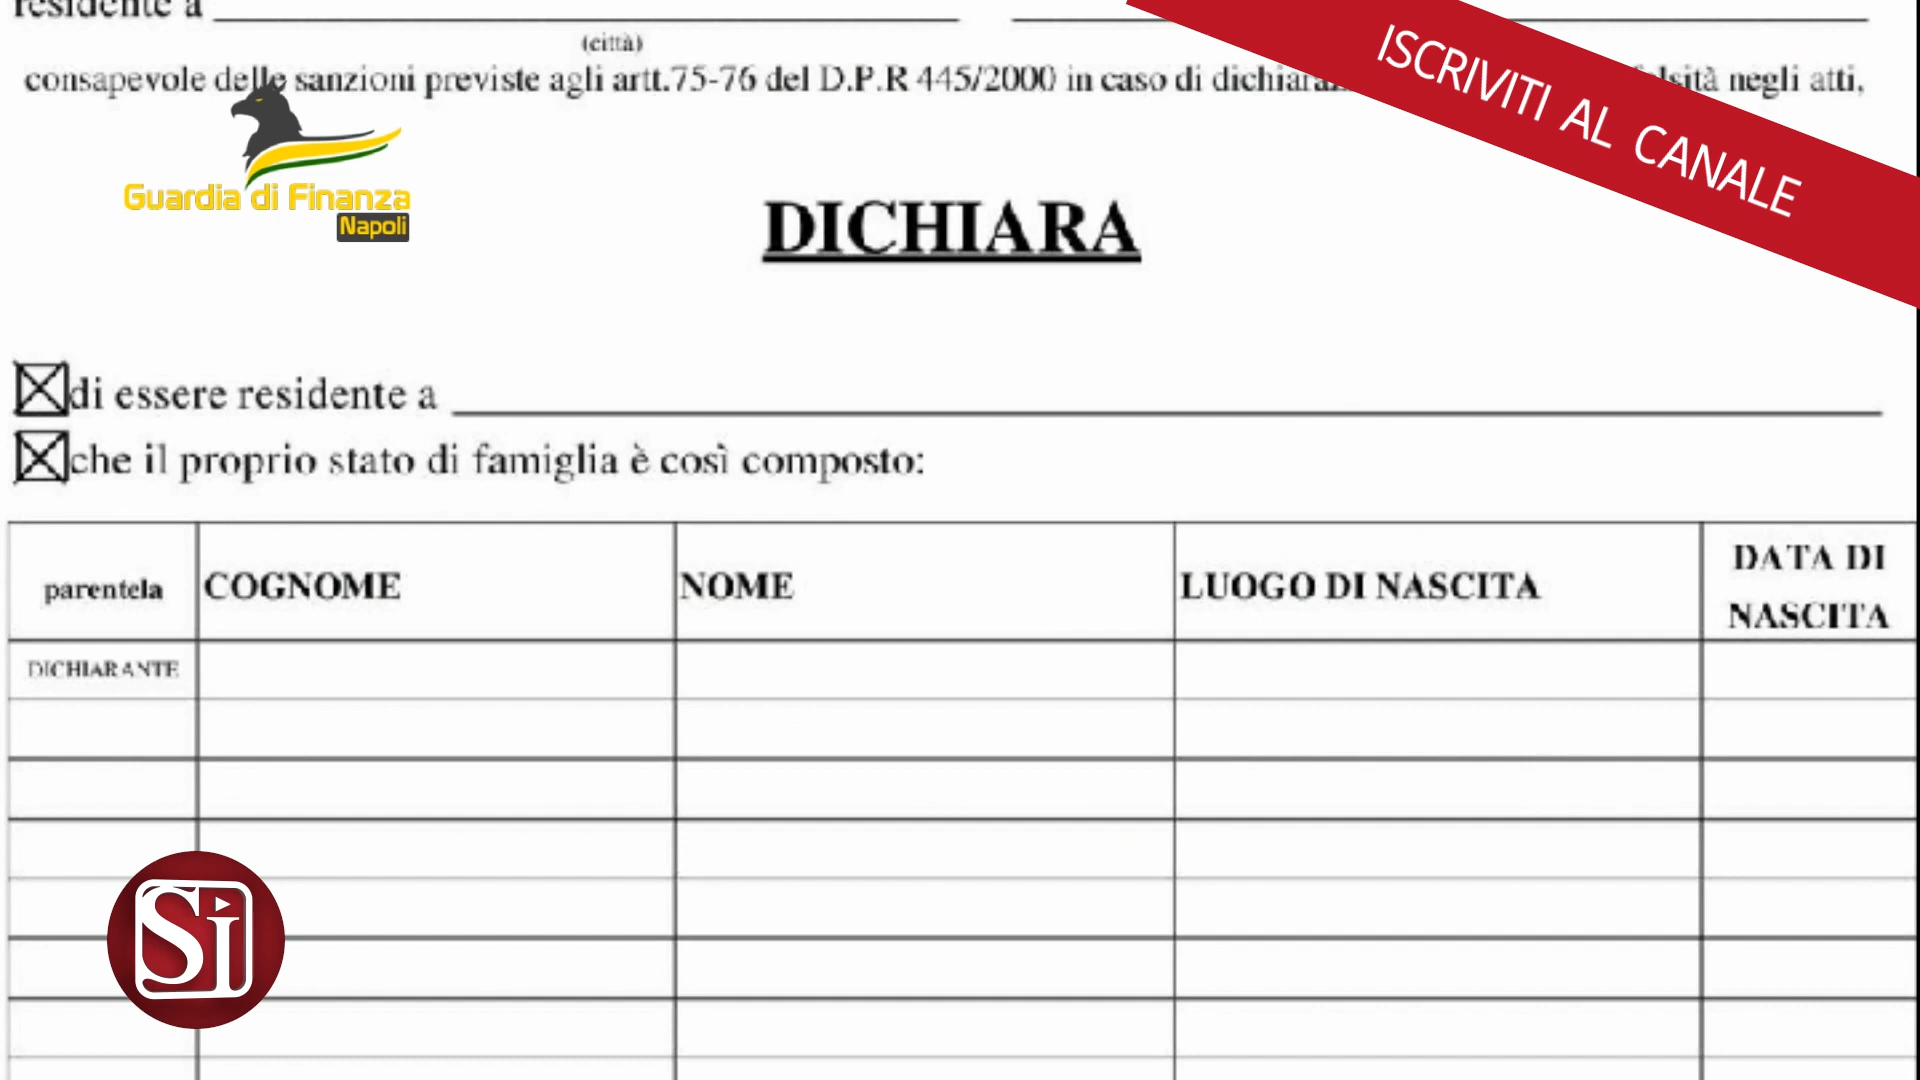 residente a
(città)
consapevole delle sanzioni previste agli artt.75-76 del D.P.R 445/2000 in caso di negli atti,
ISCRIVITI AL CANALE
Guardia di Finanza
Napoli
DICHIARA
di essere residente a
che il proprio stato di famiglia è così composto:
parentela COGNOME NOME LUOGO DI NASCITA DATA DI
NASCITA
DICHIARANTE
Si